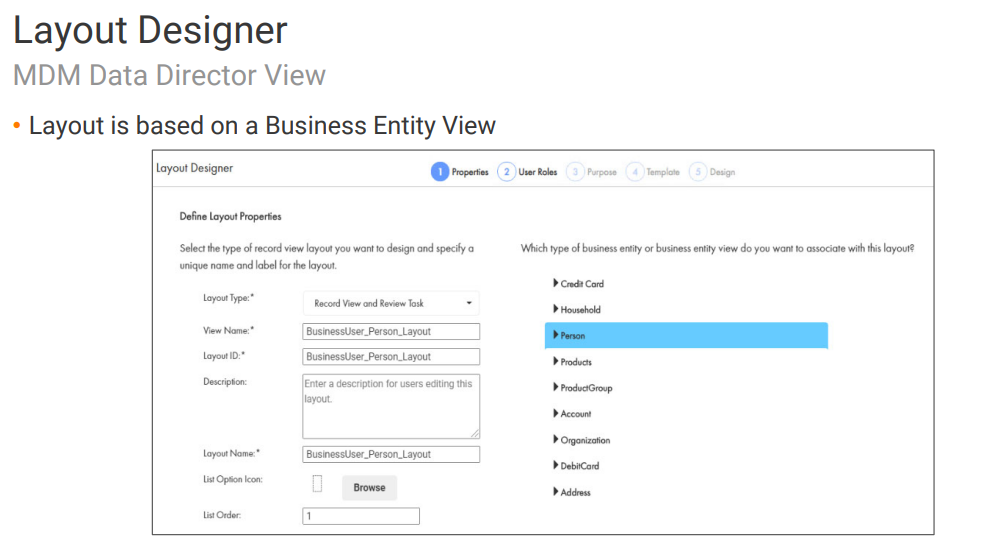 Layout Designer
MDM Data Director View
• Layout is based on a Business Entity View
Layout Designer
1 Properties 2 User Roles 3 Purpose 4 Template 5 Design
Define Layout Properties
Select the type of record view layout you want to design and specify a
unique name and label for the layout.
Layout Type:* Record View and Review Task
View Name:* BusinessUser_Person_Layout
Layout ID:* BusinessUser_Person_Layout
Description: Enter a description for users editing this
layout.
Layout Name:* BusinessUser_Person_Layout
List Option Icon: Browse
List Order: 1
Which type of business entity or business entity view do you want to associate with this layout?
Credit Card
Household
Person
Products
ProductGroup
Account
Organization
DebitCard
Address